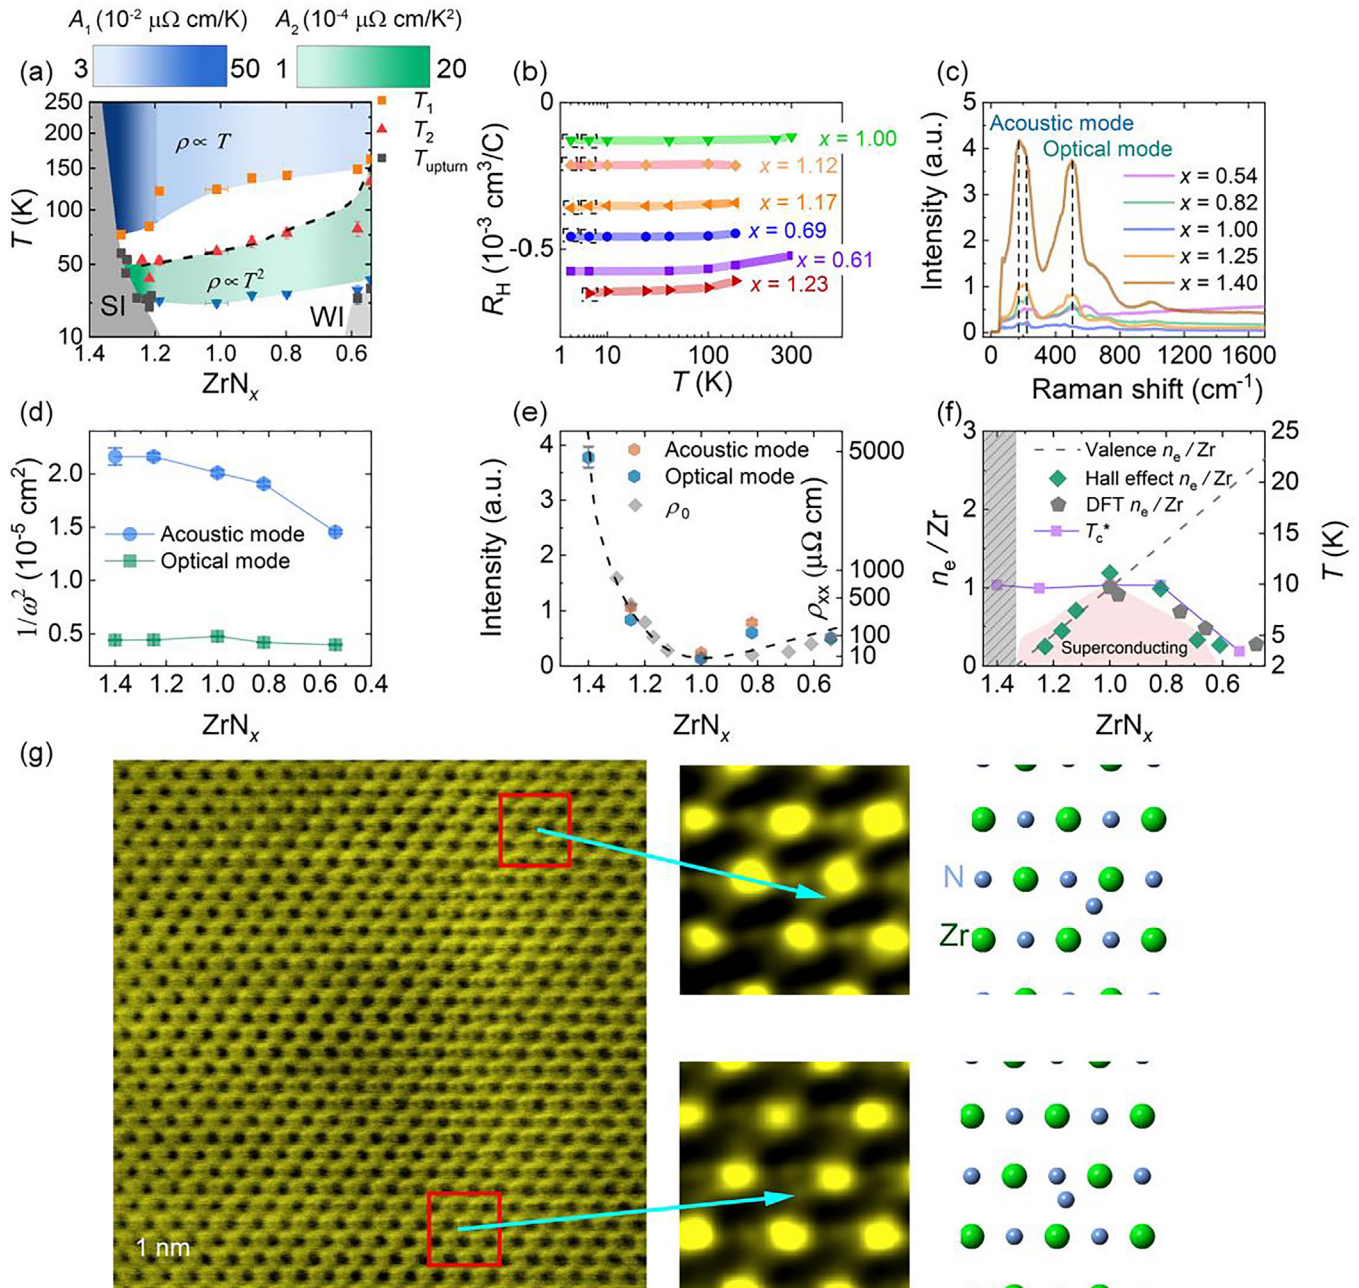 A₁ (10⁻² μΩ cm/K) A₂ (10⁻⁴ μΩ cm/K²)
3 50 1 20
(a)
T (K)
250
200
150
100
50
10
ρ∝ T
ρ∝T²
SI
WI
T₁
T₂
T_upturn
1.4 1.2 1.0 0.8 0.6
ZrNₓ
(b)
R_H (10⁻³ cm³/C)
0
-0.5
x = 1.00
x = 1.12
x = 1.17
x = 0.69
x = 0.61
x = 1.23
1 10 100 300
T (K)
(c)
Intensity (a.u.)
5
4
3
2
1
0
Acoustic mode
Optical mode
x = 0.54
x = 0.82
x = 1.00
x = 1.25
x = 1.40
0 400 800 1200 1600
Raman shift (cm⁻¹)
(d)
1/ω² (10⁻⁵ cm²)
2.0
1.5
1.0
0.5
Acoustic mode
Optical mode
1.4 1.2 1.0 0.8 0.6 0.4
ZrNₓ
(e)
Intensity (a.u.)
4
3
2
1
0
Acoustic mode
Optical mode
ρ₀
5000
1000
500
100
10
ρ_xx (μΩ cm)
1.4 1.2 1.0 0.8 0.6
ZrNₓ
(f)
nₑ / Zr
3
2
1
0
Valence nₑ / Zr
Hall effect nₑ / Zr
DFT nₑ / Zr
T_c*
Superconducting
25
20
15
10
5
2
T (K)
1.4 1.2 1.0 0.8 0.6
ZrNₓ
(g)
N
Zr
1 nm